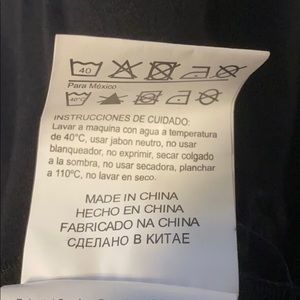 40
Para México
40°C
INSTRUCCIONES DE CUIDADO:
Lavar a maquina con agua a temperatura
de 40°C, usar jabon neutro, no usar
blanqueador, no exprimir, secar colgado
a la sombra, no usar secadora, planchar
a 110ºC, no lavar en seco.
MADE IN CHINA
HECHO EN CHINA
FABRICADO NA CHINA
СДЕЛАНО В КИТАЕ